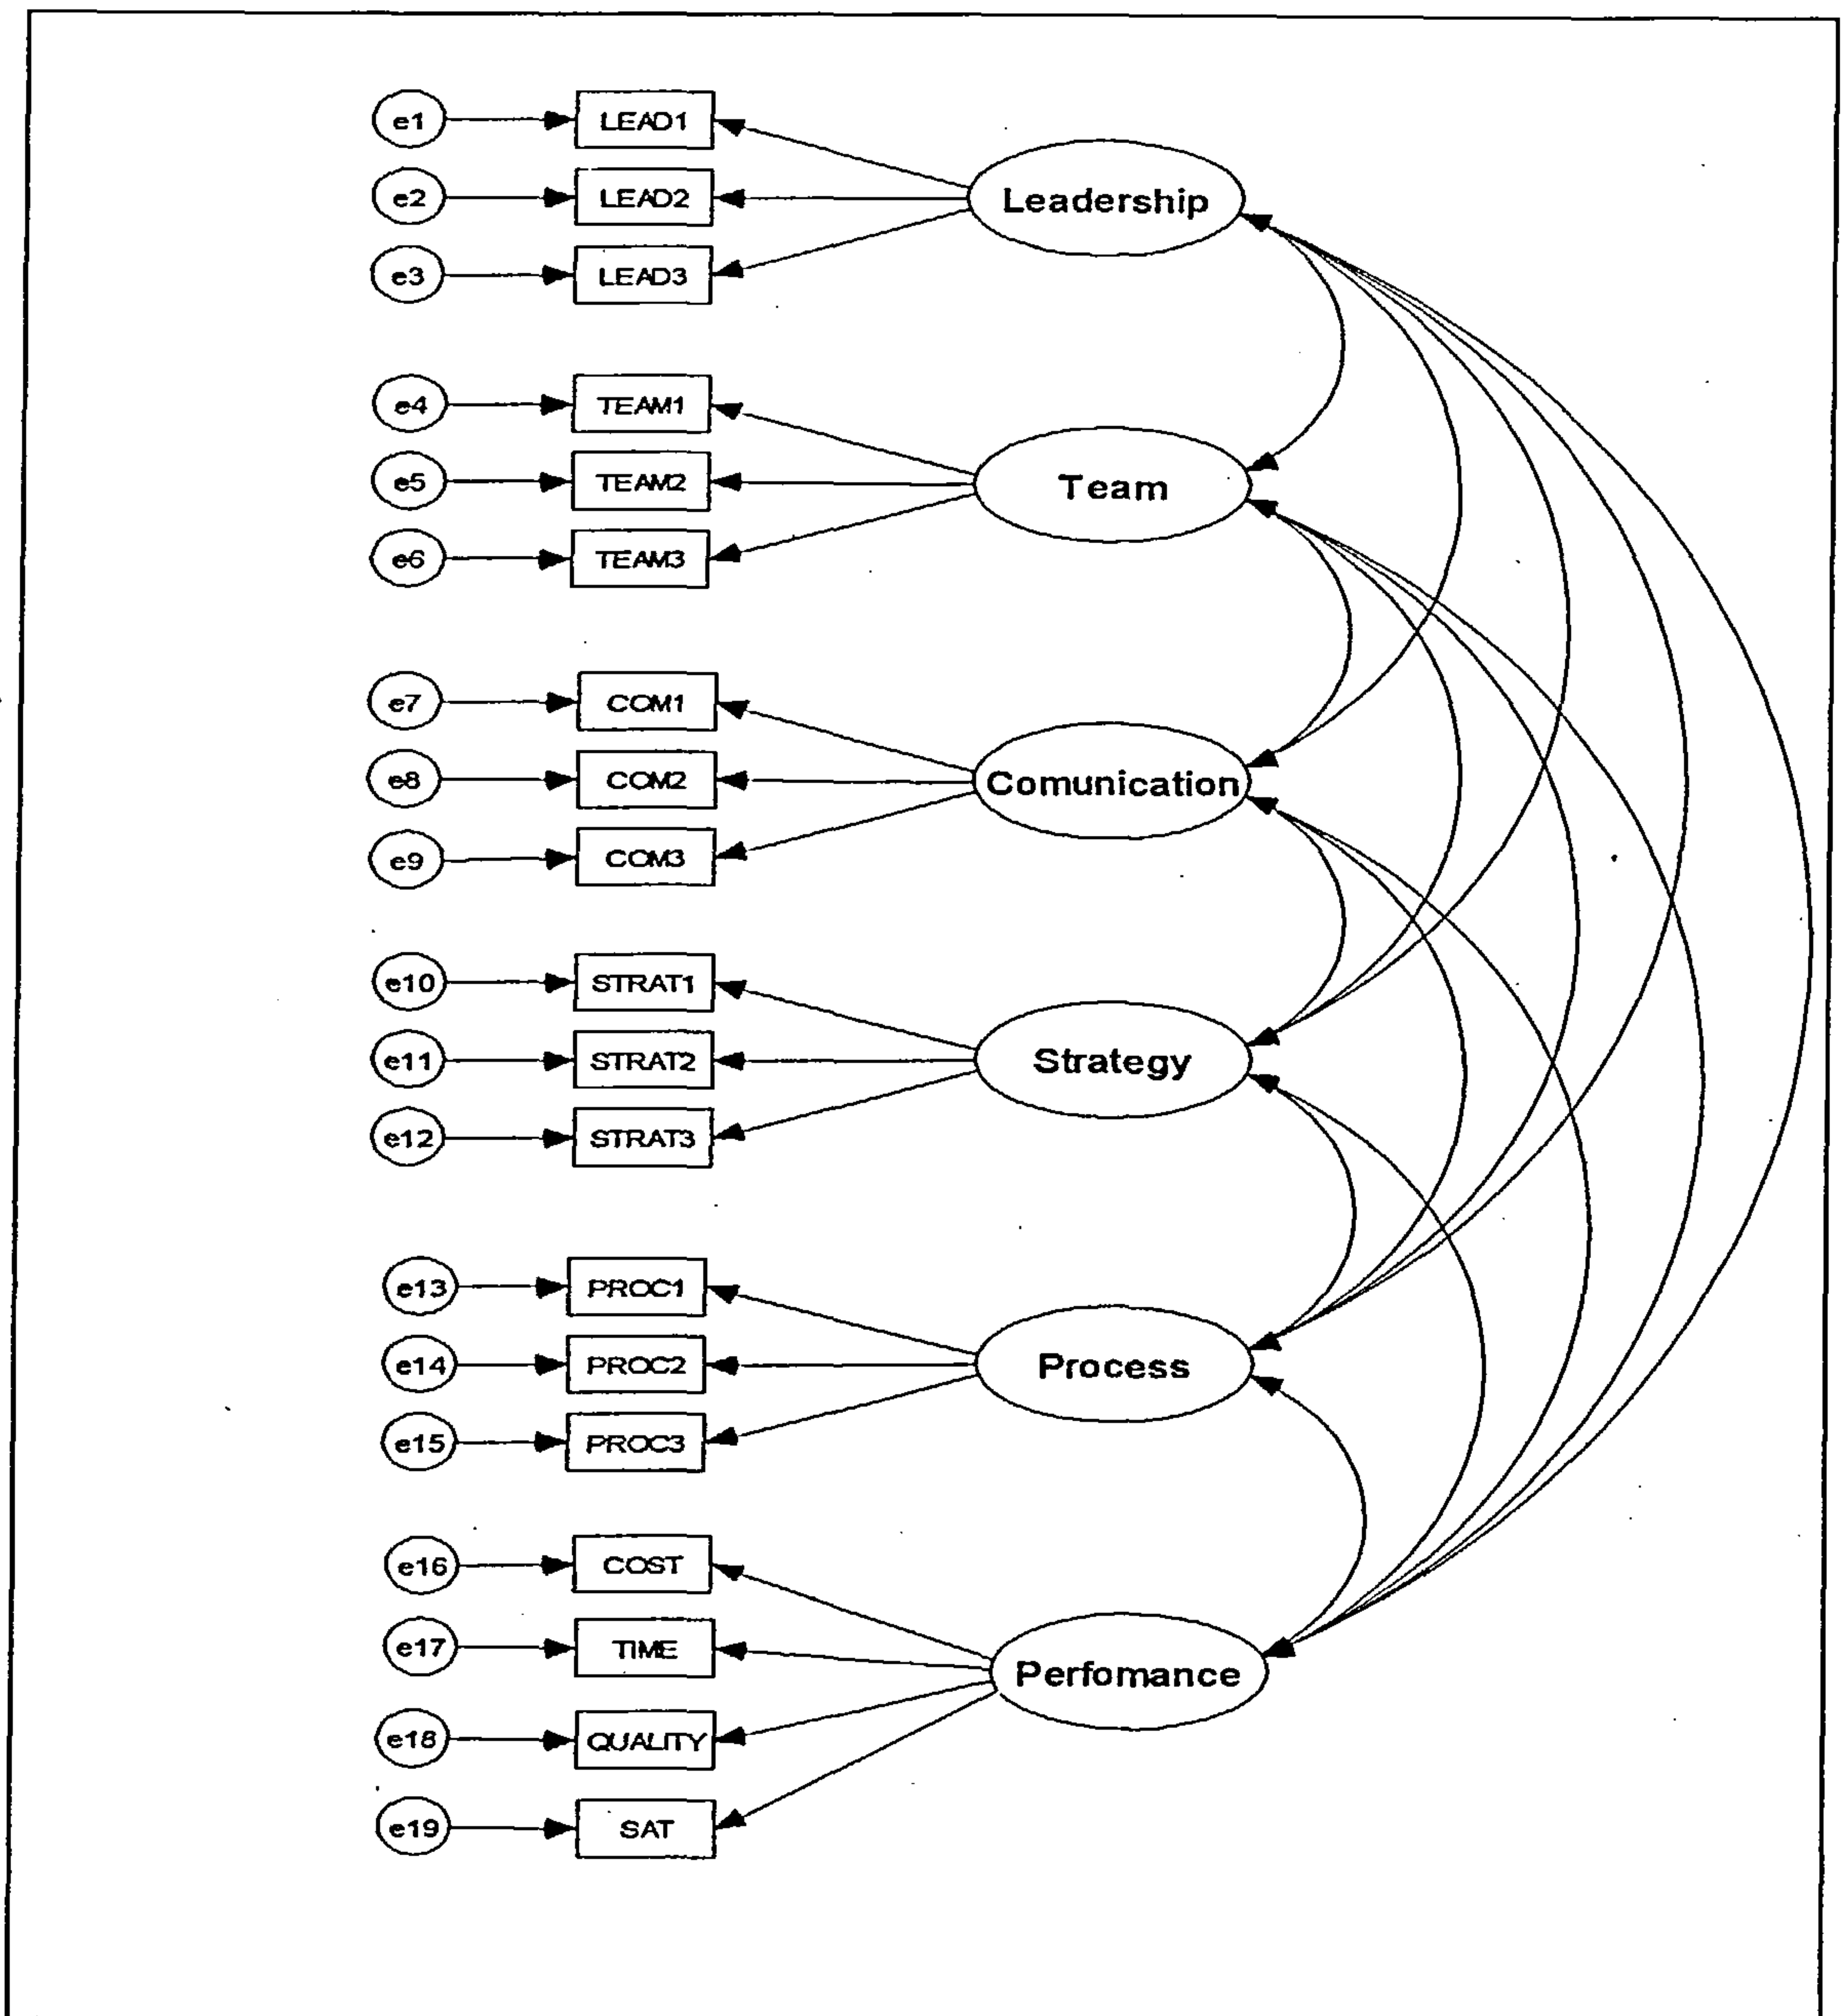 e1 LEAD1
Leadership
e2 LEAD2
e3 LEAD3
e4 TEAM1
Team
e5 TEAM2
e6 TEAM3
e7 COM1
Comunication
e8 COM2
e9 COM3
e10 STRAT1
Strategy
e11 STRAT2
e12 STRAT3
e13 PROC1
Process
e14 PROC2
e15 PROC3
e16 COST
e17 TIME
Perfomance
e18 QUALITY
e19 SAT